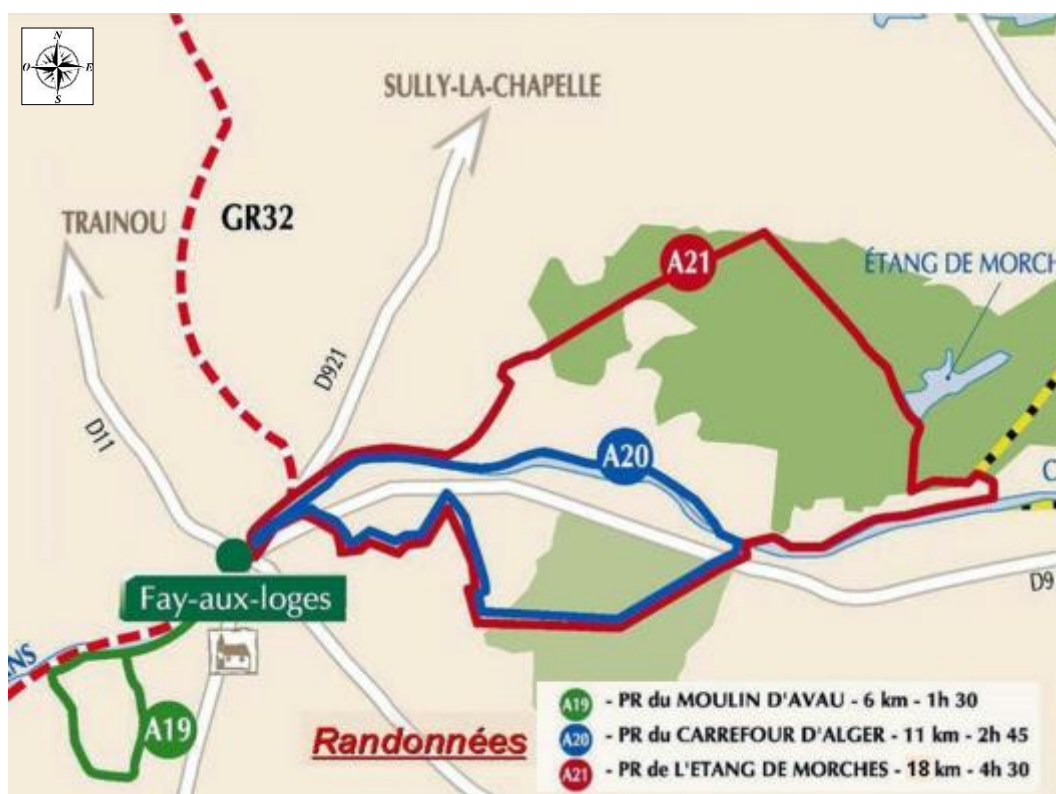 N
O E
S
SULLY-LA-CHAPELLE
TRAINOU
GR32
A21
ÉTANG DE MORCH
D921
D11
A20
C
Fay-aux-loges
D9
NS
A19
Randonnées
A19 - PR du MOULIN D'AVAU - 6 km - 1h 30
A20 - PR du CARREFOUR D'ALGER - 11 km - 2h 45
A21 - PR de L'ETANG DE MORCHES - 18 km - 4h 30